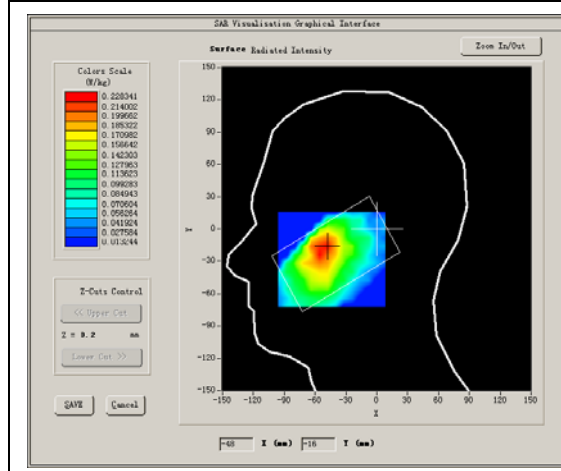 SAR Visualisation Graphical Interface
Surface Radiated Intensity
Zoom In/Out
Colors Scale
(W/kg)
0.228341
0.214002
0.199662
0.185322
0.170982
0.156642
0.142303
0.127963
0.113623
0.099283
0.084943
0.070604
0.056264
0.041924
0.027584
0.013244
150
120
90
60
30
0
-30
-60
-90
-120
-150
Y
-150 -120 -90 -60 -30 0 30 60 90 120 150
X
Z-Cuts Control
<< Upper Cut
Z = 0.2 mm
Lower Cut >>
SAVE Cancel
-48 X (mm) -16 Y (mm)